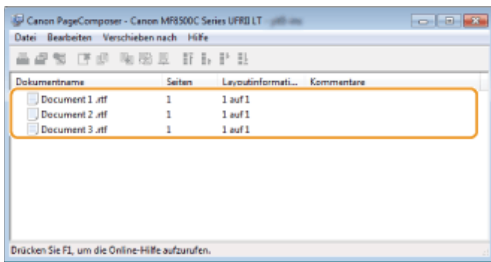 Canon PageComposer - Canon MF8500C Series UFRII LT
Datei Bearbeiten Verschieben nach Hilfe
Dokumentname Seiten Layoutinformati... Kommentare
Document 1 .rtf 1 1 auf 1
Document 2 .rtf 1 1 auf 1
Document 3 .rtf 1 1 auf 1
Drücken Sie F1, um die Online-Hilfe aufzurufen.